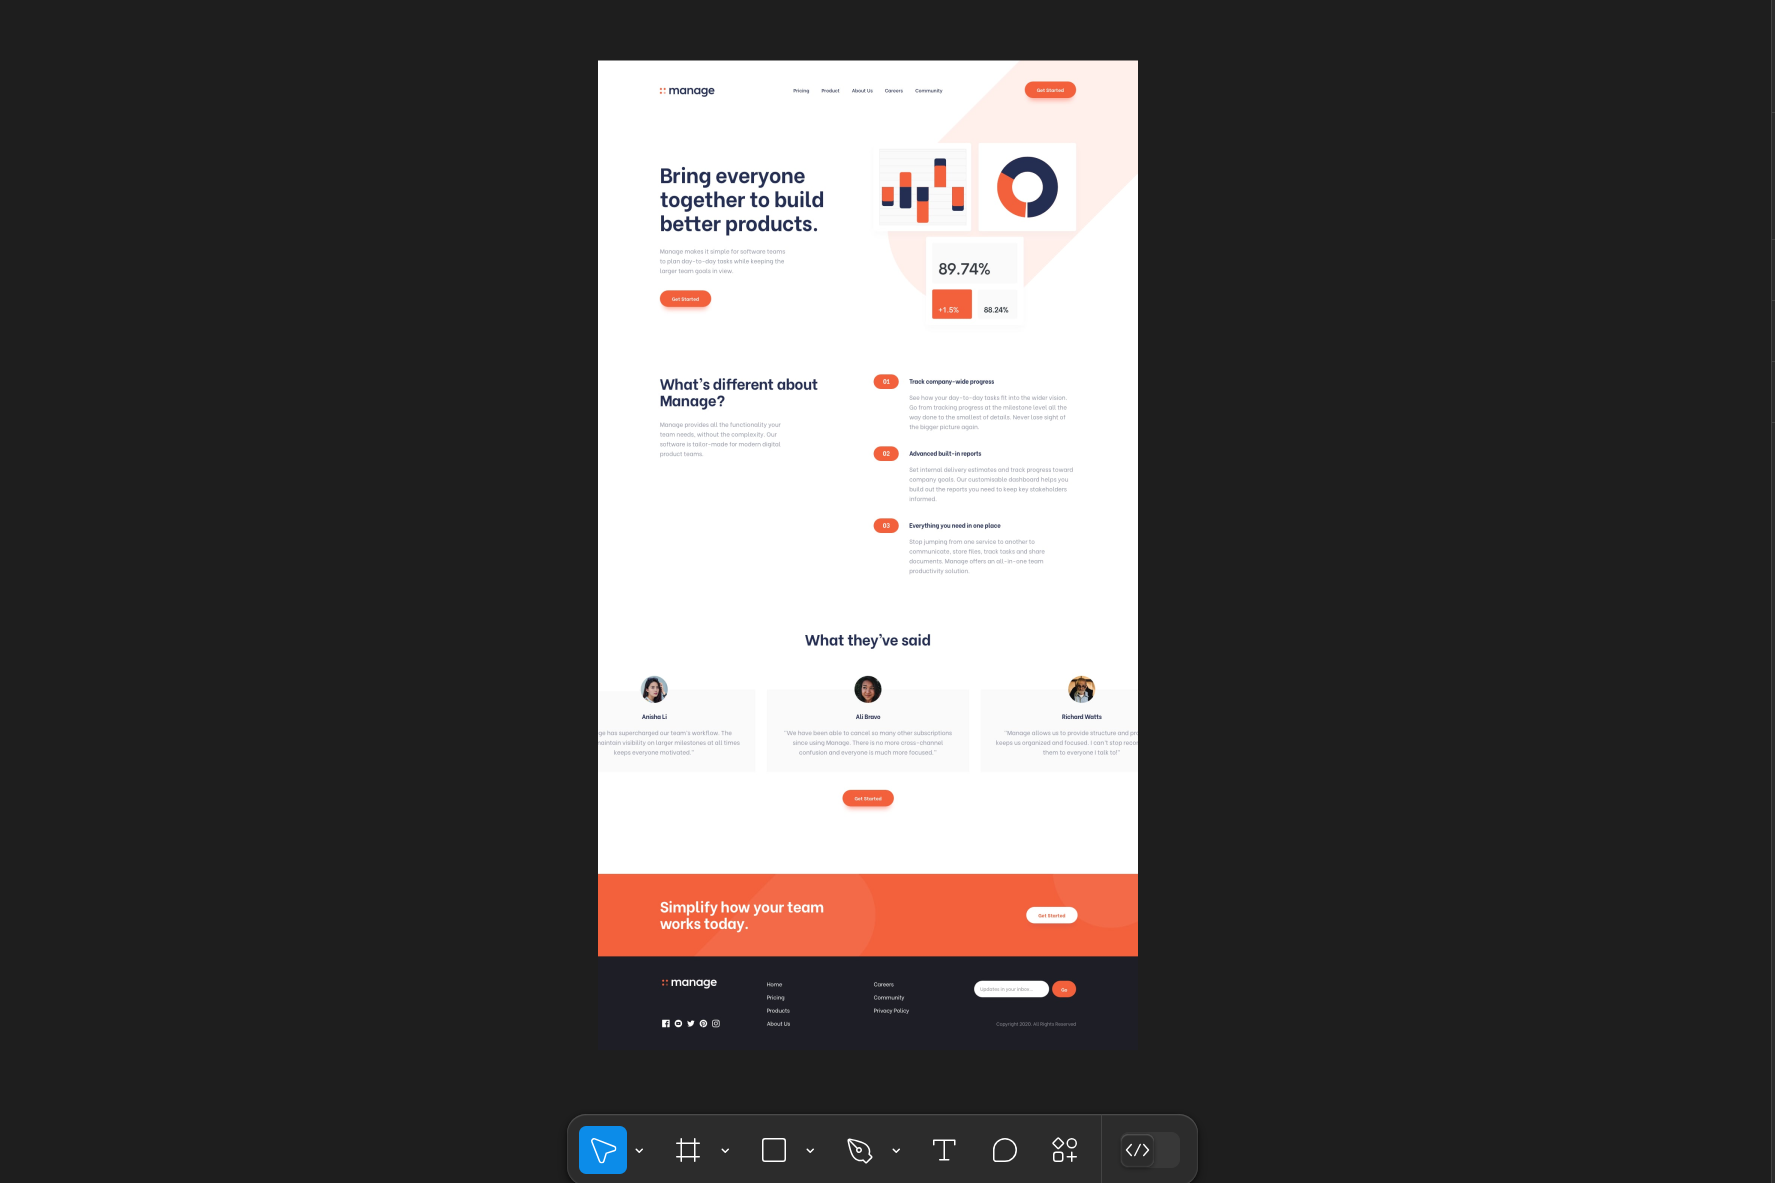 manage
Pricing Product About Us Careers Community
Get Started
Bring everyone
together to build
better products.
Manage makes it simple for software teams
to plan day-to-day tasks while keeping the
larger team goals in view.
Get Started
89.74%
+1.5%
88.24%
What's different about
Manage?
Manage provides all the functionality your
team needs, without the complexity. Our
software is tailor-made for modern digital
product teams.
01
Track company-wide progress
See how your day-to-day tasks fit into the wider vision.
Go from tracking progress at the milestone level all the
way done to the smallest of details. Never lose sight of
the bigger picture again.
02
Advanced built-in reports
Set internal delivery estimates and track progress toward
company goals. Our customisable dashboard helps you
build out the reports you need to keep key stakeholders
informed.
03
Everything you need in one place
Stop jumping from one service to another to
communicate, store files, track tasks and share
documents. Manage offers an all-in-one team
productivity solution.
What they've said
Anisha Li
ge has supercharged our team's workflow. The
maintain visibility on larger milestones at all times
keeps everyone motivated."
Ali Bravo
"We have been able to cancel so many other subscriptions
since using Manage. There is no more cross-channel
confusion and everyone is much more focused."
Richard Watts
"Manage allows us to provide structure and pr
keeps us organized and focused. I can't stop recor
them to everyone I talk to!"
Get Started
Simplify how your team
works today.
Get Started
manage
Home
Pricing
Products
About Us
Careers
Community
Privacy Policy
Updates in your inbox...
Go
Copyright 2020. All Rights Reserved